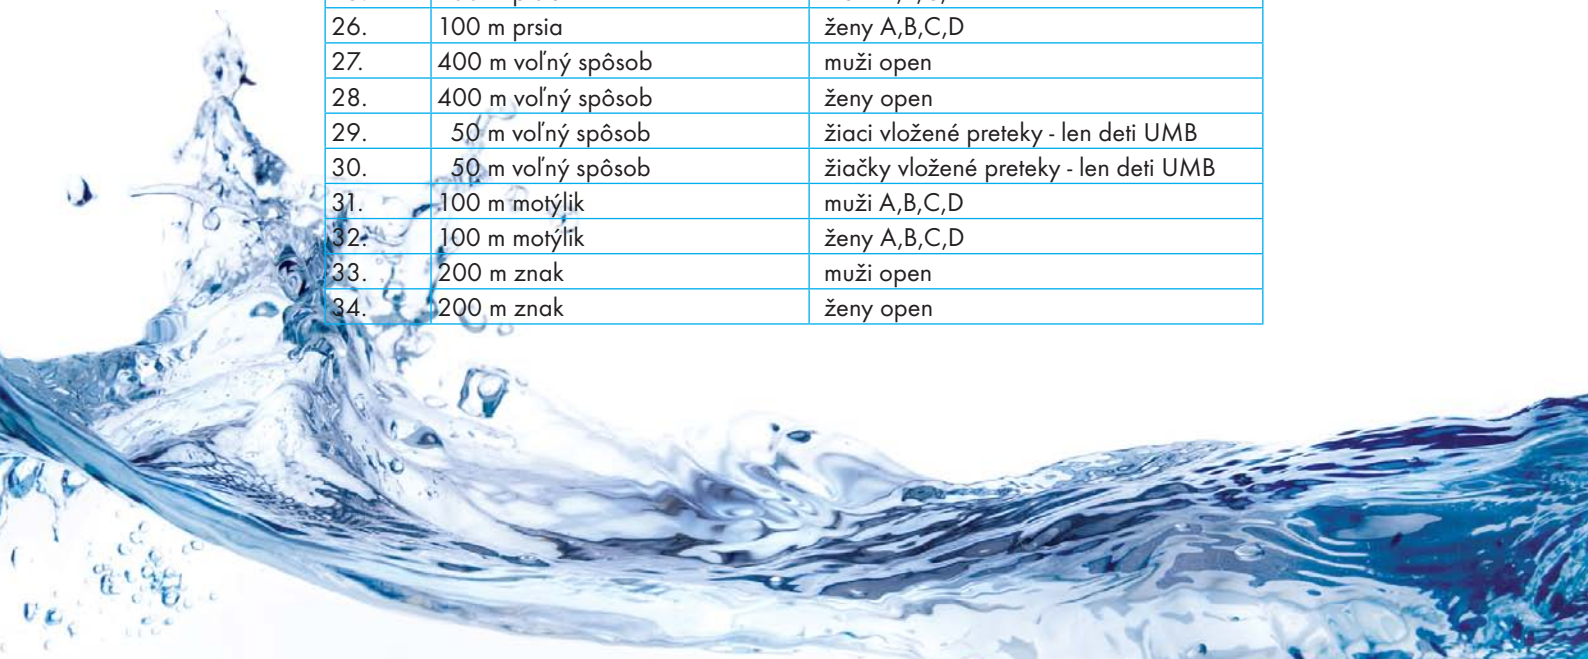 26. 100 m prsia ženy A,B,C,D
27. 400 m voľný spôsob muži open
28. 400 m voľný spôsob ženy open
29. 50 m voľný spôsob žiaci vložené preteky - len deti UMB
30. 50 m voľný spôsob žiačky vložené preteky - len deti UMB
31. 100 m motýlik muži A,B,C,D
32. 100 m motýlik ženy A,B,C,D
33. 200 m znak muži open
34. 200 m znak ženy open